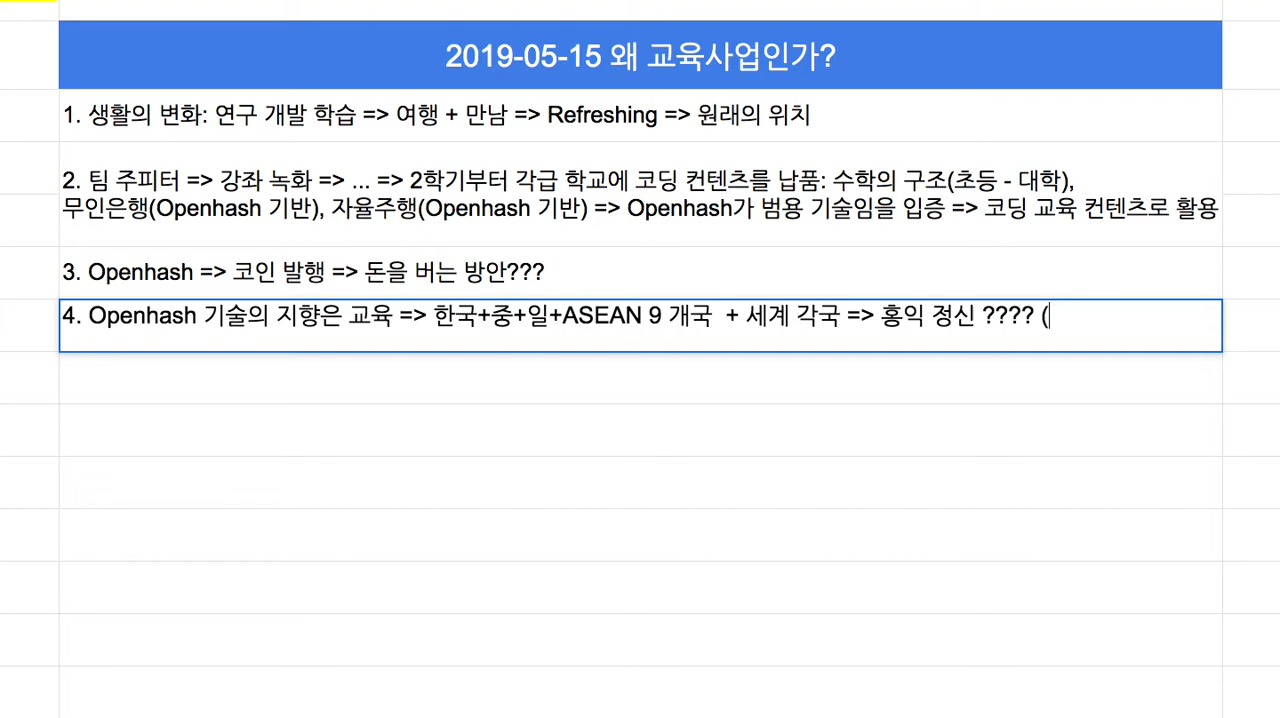 2019-05-15 왜 교육사업인가?
1. 생활의 변화: 연구 개발 학습 => 여행 + 만남 => Refreshing => 원래의 위치
2. 팀 주피터 => 강좌 녹화 => ... => 2학기부터 각급 학교에 코딩 컨텐츠를 납품: 수학의 구조(초등 - 대학),
무인은행(Openhash 기반), 자율주행(Openhash 기반) => Openhash가 범용 기술임을 입증 => 코딩 교육 컨텐츠로 활용
3. Openhash => 코인 발행 => 돈을 버는 방안???
4. Openhash 기술의 지향은 교육 => 한국+중+일+ASEAN 9 개국  + 세계 각국 => 홍익 정신 ???? (